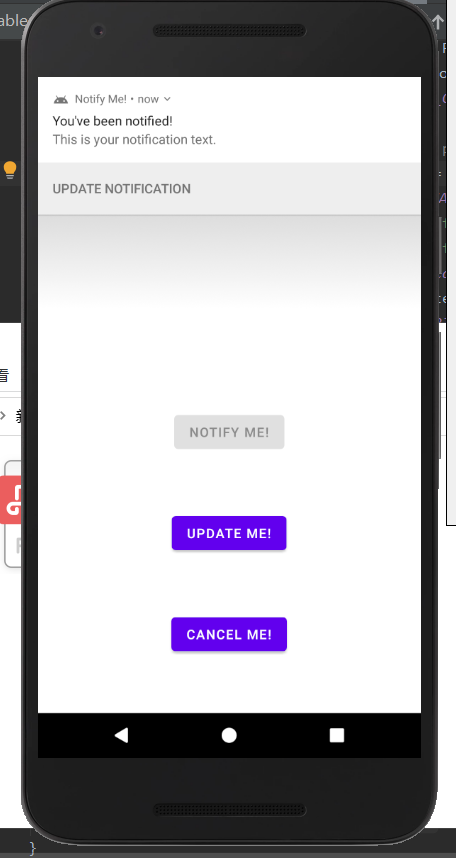 able
Notify Me! • now
You've been notified!
This is your notification text.
UPDATE NOTIFICATION
看
NOTIFY ME!
UPDATE ME!
CANCEL ME!
}